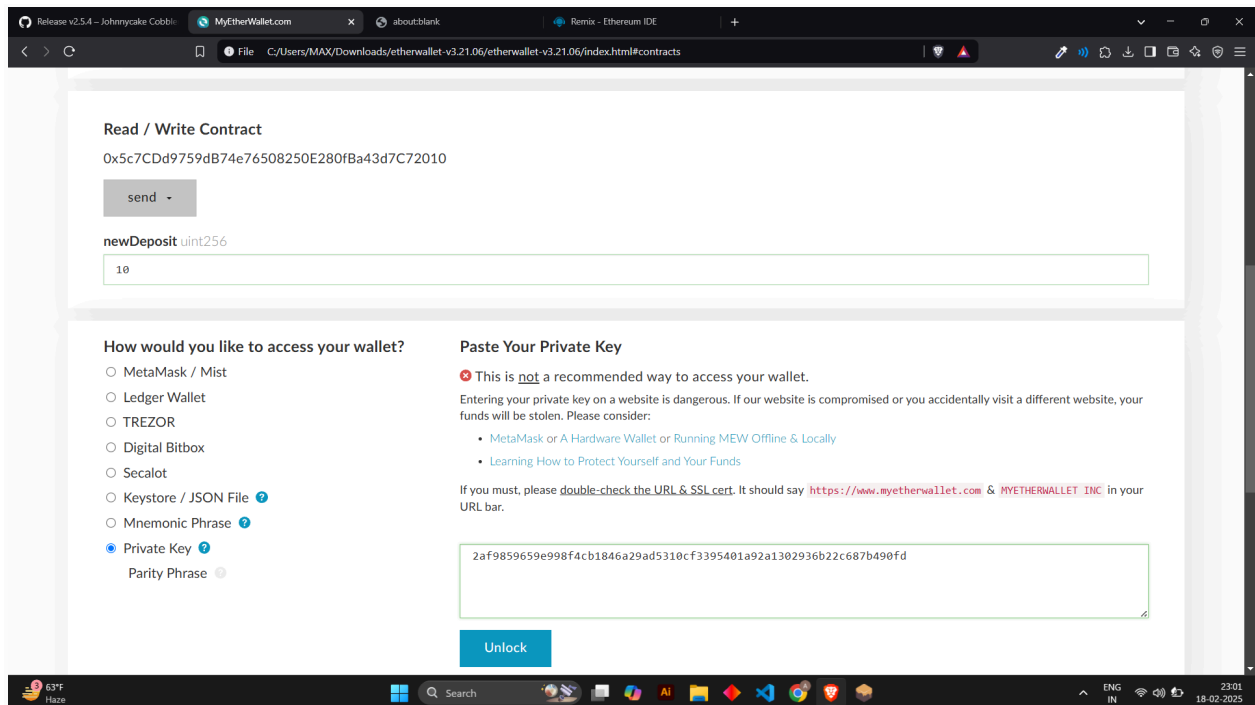 Release v2.5.4 – Johnnycake Cobble
MyEtherWallet.com
about:blank
Remix - Ethereum IDE
File C:/Users/MAX/Downloads/etherwallet-v3.21.06/etherwallet-v3.21.06/index.html#contracts
Read / Write Contract
0x5c7CDd9759dB74e76508250E280fBa43d7C72010
send
newDeposit uint256
10
How would you like to access your wallet?
MetaMask / Mist
Ledger Wallet
TREZOR
Digital Bitbox
Secalot
Keystore / JSON File ?
Mnemonic Phrase ?
Private Key ?
Parity Phrase ?
Paste Your Private Key
This is not a recommended way to access your wallet.
Entering your private key on a website is dangerous. If our website is compromised or you accidentally visit a different website, your
funds will be stolen. Please consider:
• MetaMask or A Hardware Wallet or Running MEW Offline & Locally
• Learning How to Protect Yourself and Your Funds
If you must, please double-check the URL & SSL cert. It should say https://www.myetherwallet.com & MYETHERWALLET INC in your
URL bar.
2af9859659e998f4cb1846a29ad5310cf3395401a92a1302936b22c687b490fd
Unlock
3
63°F
Haze
Search
Ai
ENG
IN
23:01
18-02-2025